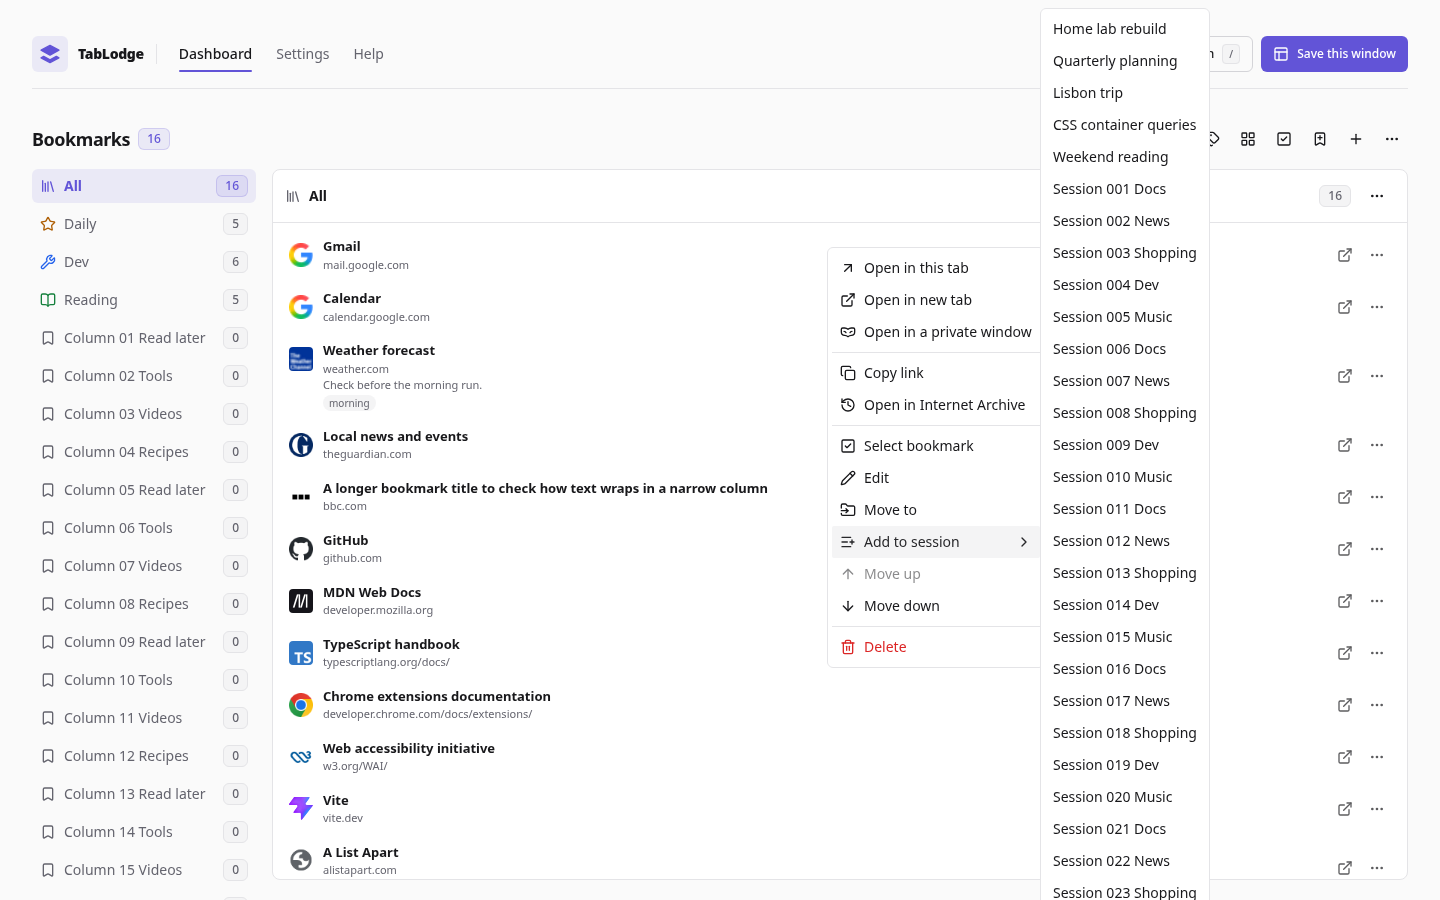 TabLodge
Dashboard
Settings
Help
/
Save this window
Bookmarks
16
All
16
Daily
5
Dev
6
Reading
5
Column 01 Read later
0
Column 02 Tools
0
Column 03 Videos
0
Column 04 Recipes
0
Column 05 Read later
0
Column 06 Tools
0
Column 07 Videos
0
Column 08 Recipes
0
Column 09 Read later
0
Column 10 Tools
0
Column 11 Videos
0
Column 12 Recipes
0
Column 13 Read later
0
Column 14 Tools
0
Column 15 Videos
0
All
16
Gmail
mail.google.com
Calendar
calendar.google.com
Weather forecast
weather.com
Check before the morning run.
morning
Local news and events
theguardian.com
A longer bookmark title to check how text wraps in a narrow column
bbc.com
GitHub
github.com
MDN Web Docs
developer.mozilla.org
TS
TypeScript handbook
typescriptlang.org/docs/
Chrome extensions documentation
developer.chrome.com/docs/extensions/
Web accessibility initiative
w3.org/WAI/
Vite
vite.dev
A List Apart
alistapart.com
Open in this tab
Open in new tab
Open in a private window
Copy link
Open in Internet Archive
Select bookmark
Edit
Move to
Add to session
Move up
Move down
Delete
Home lab rebuild
Quarterly planning
Lisbon trip
CSS container queries
Weekend reading
Session 001 Docs
Session 002 News
Session 003 Shopping
Session 004 Dev
Session 005 Music
Session 006 Docs
Session 007 News
Session 008 Shopping
Session 009 Dev
Session 010 Music
Session 011 Docs
Session 012 News
Session 013 Shopping
Session 014 Dev
Session 015 Music
Session 016 Docs
Session 017 News
Session 018 Shopping
Session 019 Dev
Session 020 Music
Session 021 Docs
Session 022 News
Session 023 Shopping